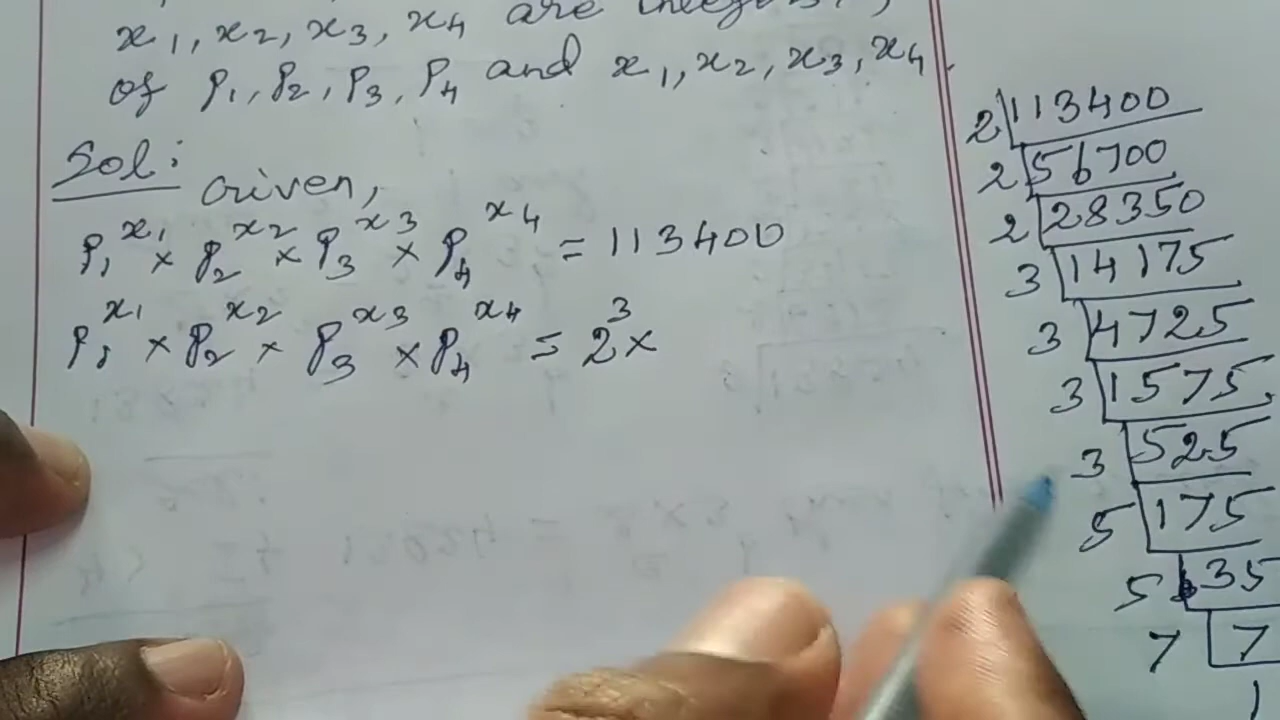 x₁, x₂, x₃, x₄ are integers,
of P₁, P₂, P₃, P₄ and x₁, x₂, x₃, x₄.
Sol:
Given,
P₁^x₁ × P₂^x₂ × P₃^x₃ × P₄^x₄ = 113400
P₁^x₁ × P₂^x₂ × P₃^x₃ × P₄^x₄ = 2³ ×
2 113400
2 56700
2 28350
3 14175
3 4725
3 1575
3 525
5 175
5 35
7 7
1